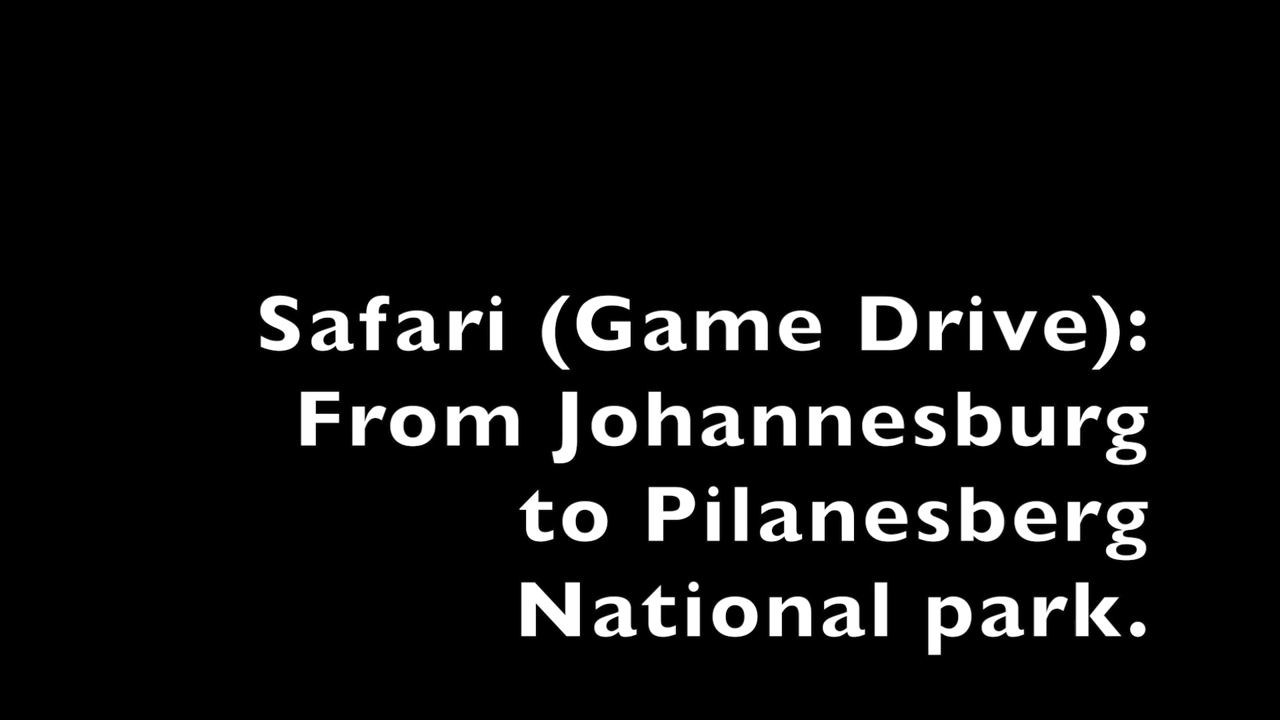 Safari (Game Drive):
From Johannesburg
to Pilanesberg
National park.